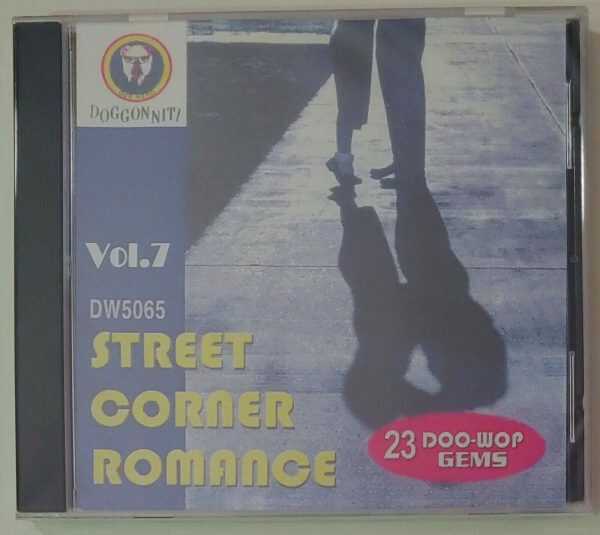 DOGGONNIT!
Vol.7
DW5065
STREET
CORNER
ROMANCE
23 DOO-WOP
GEMS